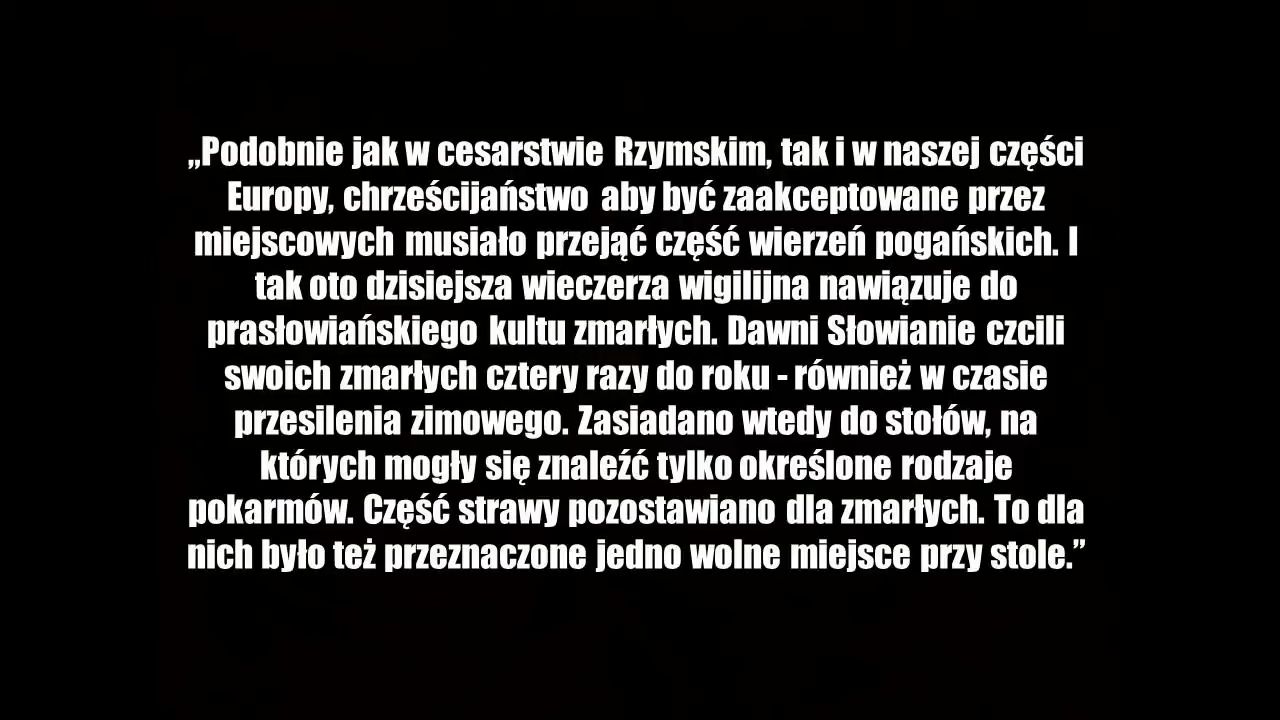 „Podobnie jak w cesarstwie Rzymskim, tak i w naszej części
Europy, chrześcijaństwo aby być zaakceptowane przez
miejscowych musiało przejąć część wierzeń pogańskich. I
tak oto dzisiejsza wieczerza wigilijna nawiązuje do
prasłowiańskiego kultu zmarłych. Dawni Słowianie czcili
swoich zmarłych cztery razy do roku - również w czasie
przesilenia zimowego. Zasiadano wtedy do stołów, na
których mogły się znaleźć tylko określone rodzaje
pokarmów. Część strawy pozostawiano dla zmarłych. To dla
nich było też przeznaczone jedno wolne miejsce przy stole.”